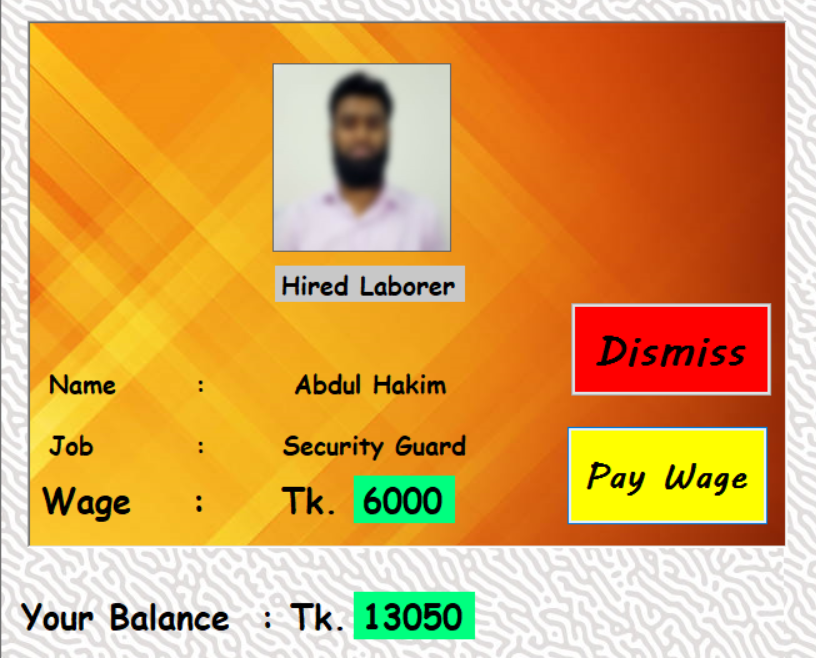 Hired Laborer
Dismiss
Name : Abdul Hakim
Job : Security Guard
Pay Wage
Wage : Tk. 6000
Your Balance : Tk. 13050